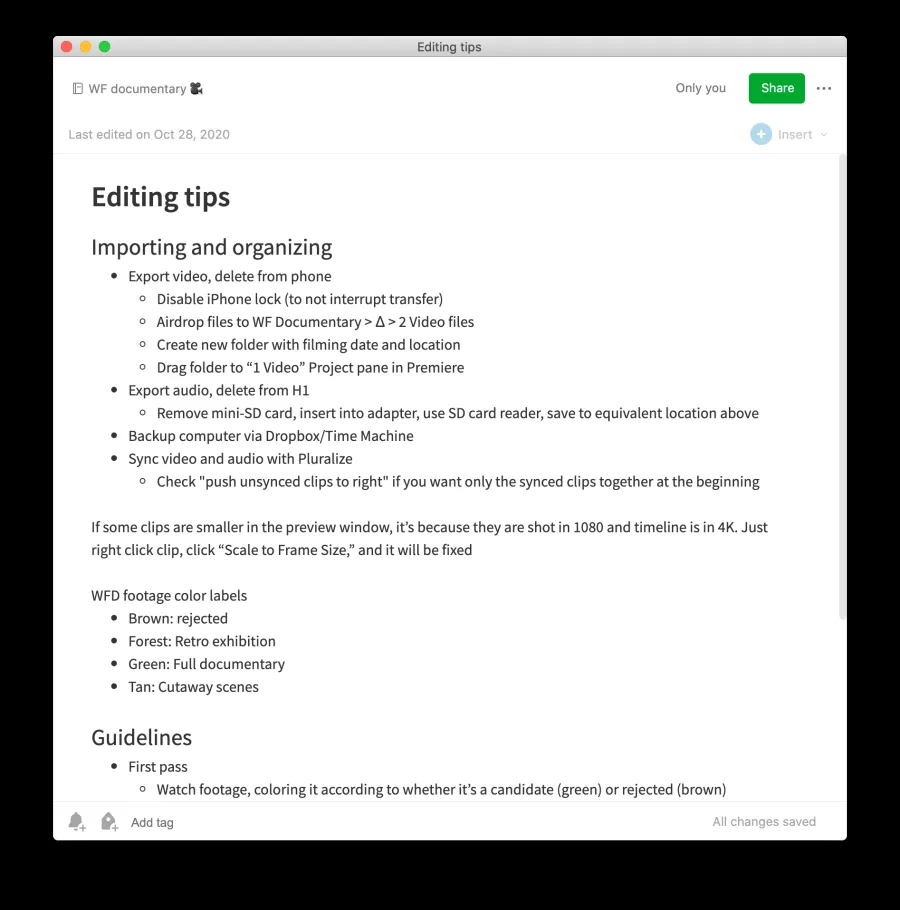 Editing tips
WF documentary
Only you
Share
Last edited on Oct 28, 2020
Insert
Editing tips
Importing and organizing
Export video, delete from phone
Disable iPhone lock (to not interrupt transfer)
Airdrop files to WF Documentary > Δ > 2 Video files
Create new folder with filming date and location
Drag folder to “1 Video” Project pane in Premiere
Export audio, delete from H1
Remove mini-SD card, insert into adapter, use SD card reader, save to equivalent location above
Backup computer via Dropbox/Time Machine
Sync video and audio with Pluralize
Check "push unsynced clips to right" if you want only the synced clips together at the beginning
If some clips are smaller in the preview window, it’s because they are shot in 1080 and timeline is in 4K. Just
right click clip, click “Scale to Frame Size,” and it will be fixed
WFD footage color labels
Brown: rejected
Forest: Retro exhibition
Green: Full documentary
Tan: Cutaway scenes
Guidelines
First pass
Watch footage, coloring it according to whether it’s a candidate (green) or rejected (brown)
Add tag
All changes saved